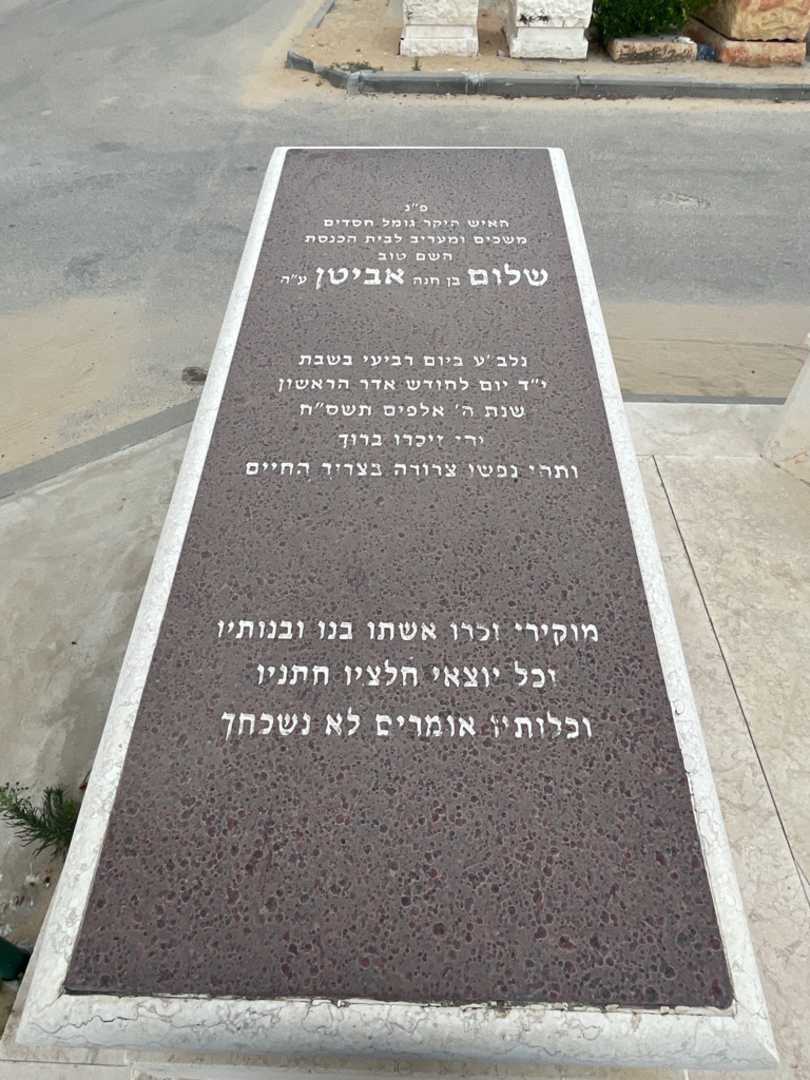 פ"נ
האיש היקר גומל חסדים
משכים ומעריב לבית הכנסת
השם טוב
שלום בן חנה אביטן ע"ה
נלב"ע ביום רביעי בשבת
י"ד יום לחודש אדר הראשון
שנת ה' אלפים תשס"ח
יהי זיכרו ברוך
ותהי נפשו צרורה בצרור החיים
מוקירי זכרו אשתו בנו ובנותיו
וכל יוצאי חלציו חתניו
וכלותיו אומרים לא נשכחך